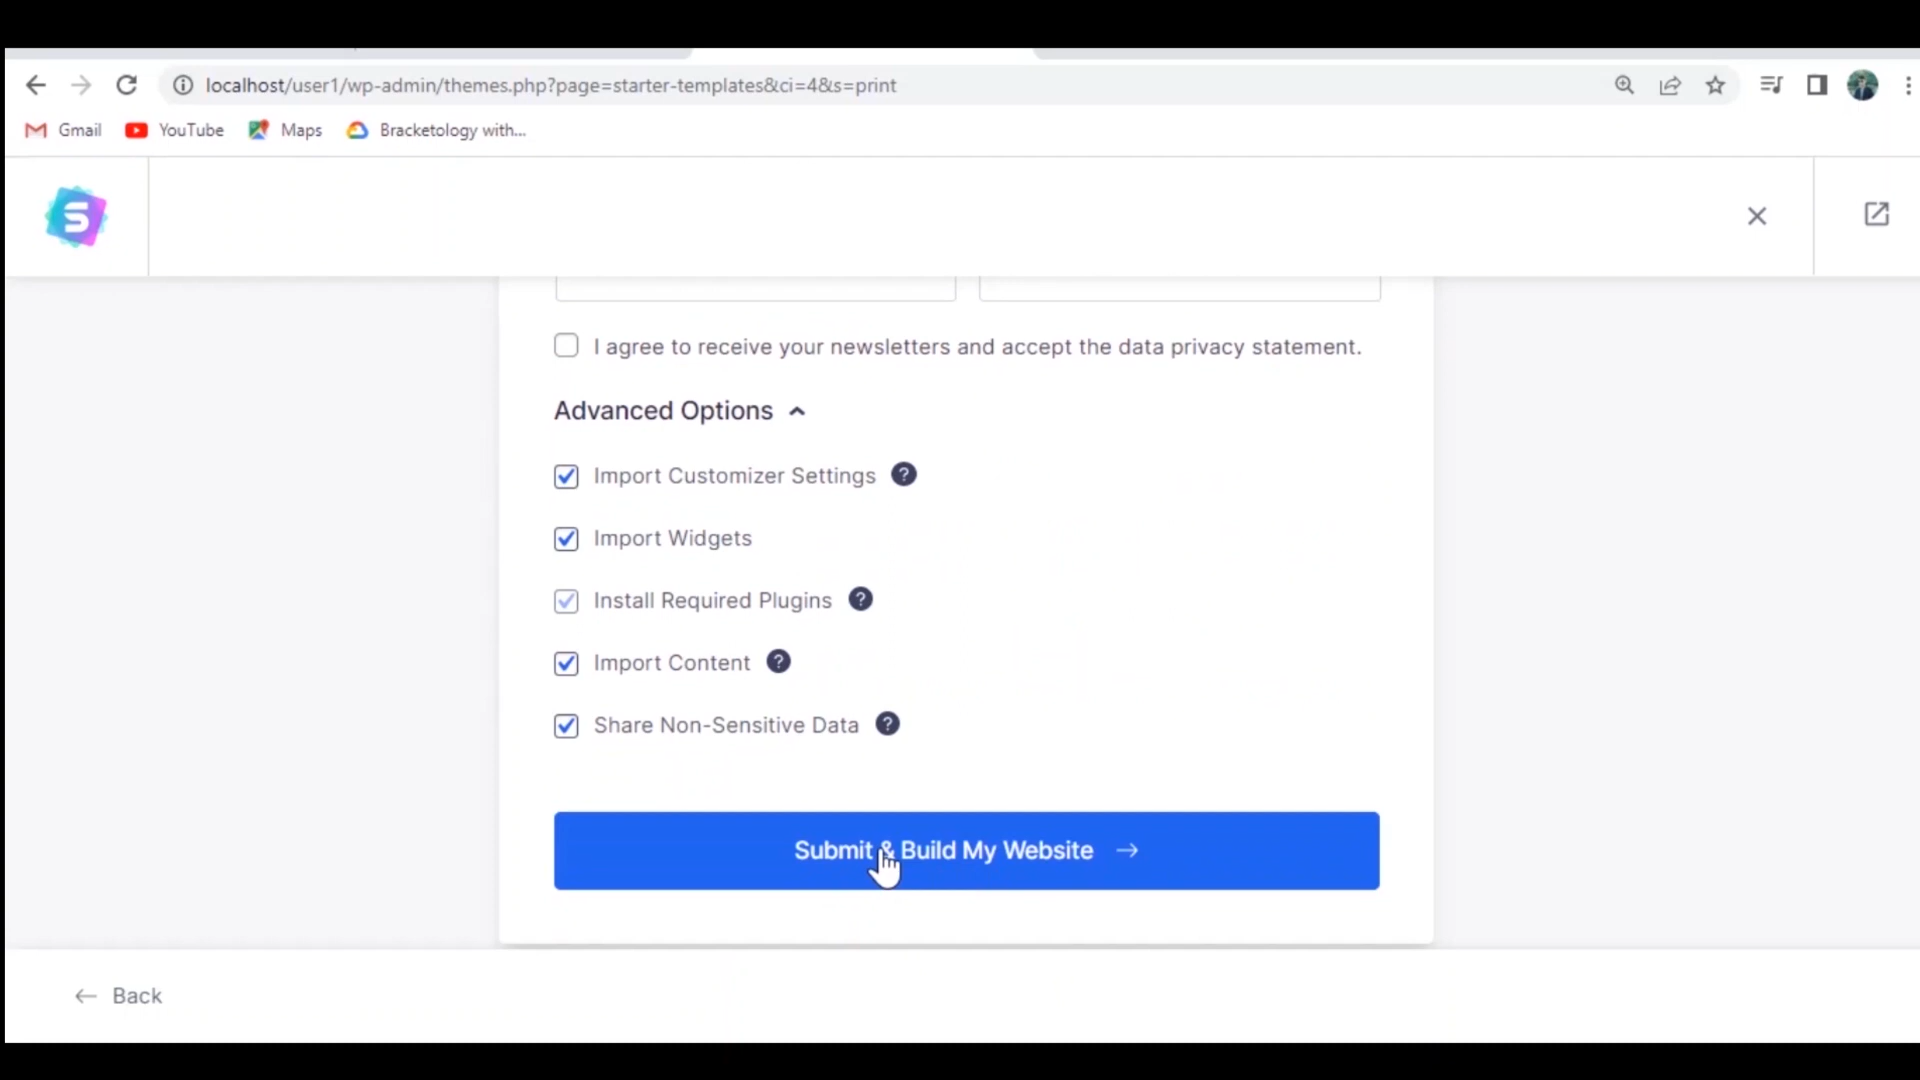 localhost/user1/wp-admin/themes.php?page=starter-templates&ci=4&s=print
Gmail YouTube Maps Bracketology with...
S
I agree to receive your newsletters and accept the data privacy statement.
Advanced Options
Import Customizer Settings ?
Import Widgets
Install Required Plugins ?
Import Content ?
Share Non-Sensitive Data ?
Submit & Build My Website →
← Back